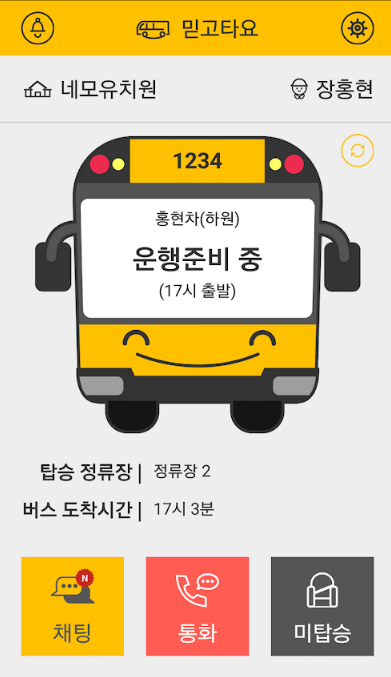 믿고타요
네모유치원
장홍현
1234
홍현차(하원)
운행준비 중
(17시 출발)
탑승 정류장 | 정류장 2
버스 도착시간 | 17시 3분
N
채팅
통화
미탑승